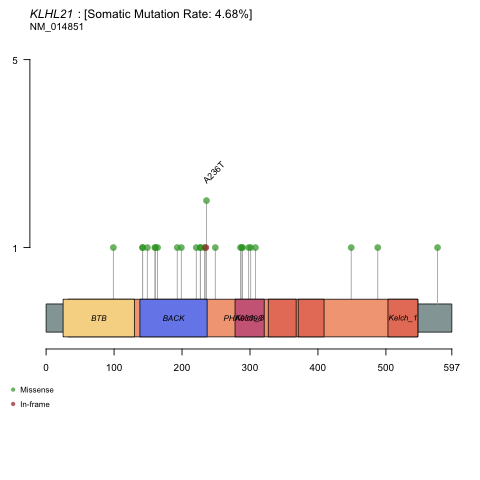 KLHL21 : [Somatic Mutation Rate: 4.68%]
NM_014851
5
A236T
1
BTB
BACK
Kelch_1
0
100
200
300
400
500
597
Missense
In-frame